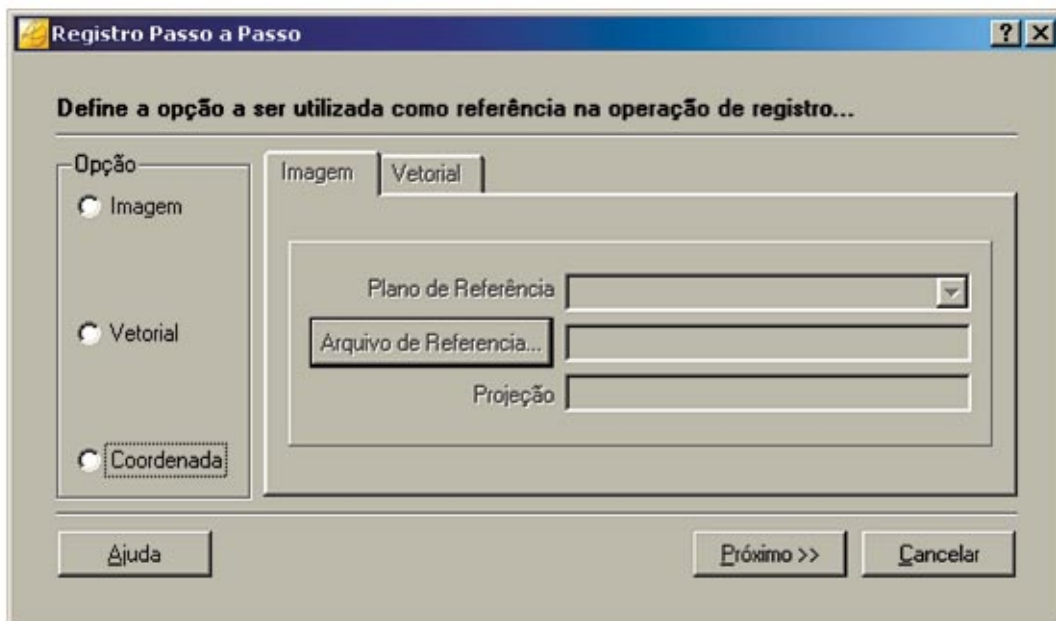 Registro Passo a Passo
Define a opção a ser utilizada como referência na operação de registro...
Opção
Imagem
Vetorial
Coordenada
Imagem
Vetorial
Plano de Referência
Arquivo de Referencia...
Projeção
Ajuda
Próximo >>
Cancelar